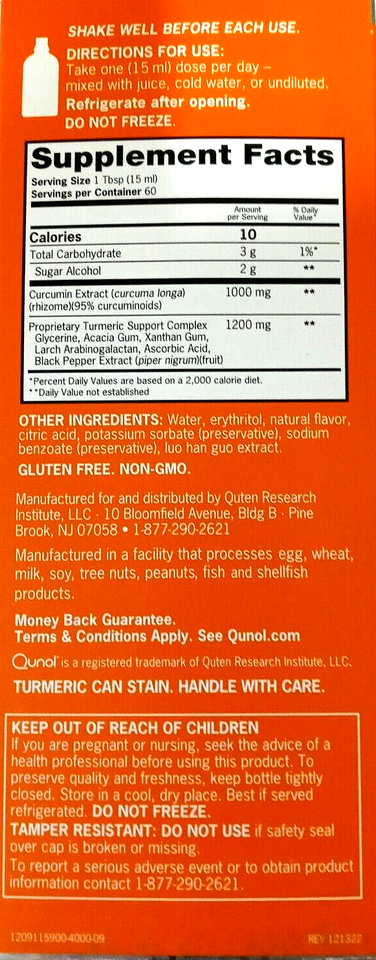 SHAKE WELL BEFORE EACH USE.
DIRECTIONS FOR USE:
Take one (15 ml) dose per day –
mixed with juice, cold water, or undiluted.
Refrigerate after opening.
DO NOT FREEZE.
Supplement Facts
Serving Size 1 Tbsp (15 ml)
Servings per Container 60
Amount per Serving % Daily Value*
Calories 10
Total Carbohydrate 3 g 1%*
Sugar Alcohol 2 g **
Curcumin Extract (curcuma longa) 1000 mg **
(rhizome)(95% curcuminoids)
Proprietary Turmeric Support Complex 1200 mg **
Glycerine, Acacia Gum, Xanthan Gum,
Larch Arabinogalactan, Ascorbic Acid,
Black Pepper Extract (piper nigrum)(fruit)
*Percent Daily Values are based on a 2,000 calorie diet.
**Daily Value not established
OTHER INGREDIENTS: Water, erythritol, natural flavor,
citric acid, potassium sorbate (preservative), sodium
benzoate (preservative), luo han guo extract.
GLUTEN FREE. NON-GMO.
Manufactured for and distributed by Quten Research
Institute, LLC · 10 Bloomfield Avenue, Bldg B · Pine
Brook, NJ 07058 • 1-877-290-2621
Manufactured in a facility that processes egg, wheat,
milk, soy, tree nuts, peanuts, fish and shellfish
products.
Money Back Guarantee.
Terms & Conditions Apply. See Qunol.com
Qunol® is a registered trademark of Quten Research Institute, LLC.
TURMERIC CAN STAIN. HANDLE WITH CARE.
KEEP OUT OF REACH OF CHILDREN
If you are pregnant or nursing, seek the advice of a
health professional before using this product. To
preserve quality and freshness, keep bottle tightly
closed. Store in a cool, dry place. Best if served
refrigerated. DO NOT FREEZE.
TAMPER RESISTANT: DO NOT USE if safety seal
over cap is broken or missing.
To report a serious adverse event or to obtain product
information contact 1-877-290-2621.
1209115900-4000-09 REV 121322